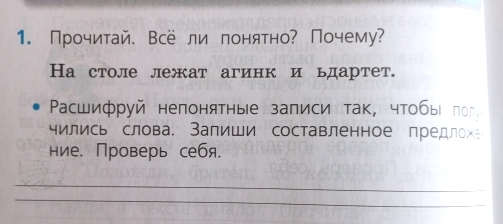 1. Прочитай. Всё ли понятно? Почему?
На столе лежат агинк и ьдартет.
• Расшифруй непонятные записи так, чтобы полу-
чились слова. Запиши составленное предложе-
ние. Проверь себя.